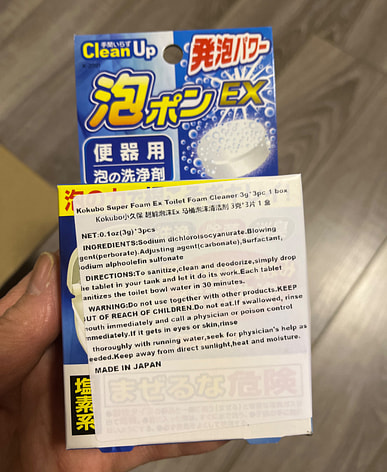 手間いらず
Clean Up
発泡パワー
泡ポンEX
便器用
泡の洗浄剤
Kokubo Super Foam Ex Toilet Foam Cleaner 3g*3pc 1 box
Kokubo小久保 超能泡沫Ex 马桶泡沫清洁剂 3克*3片 1 盒
NET:0.1oz(3g)*3pcs
INGREDIENTS:Sodium dichloroisocyanurate.Blowing
gent(perborate).Adjusting agent(carbonate),Surfactant,
odium alphoolefin sulfonate
DIRECTIONS:To sanitize,clean and deodorize,simply drop
he tablet in your tank and let it do its work.Each tablet
anitizes the toilet bowl water in 30 minutes.
WARNING:Do not use together with other products.KEEP
UT OF REACH OF CHILDREN.Do not eat.If swallowed, rinse
outh immediately and call a physician or poison control
mmediately.If it gets in eyes or skin,rinse
thoroughly with running water,seek for physician's help as
eeded.Keep away from direct sunlight,heat and moisture.
MADE IN JAPAN
塩素系
まぜるな危険